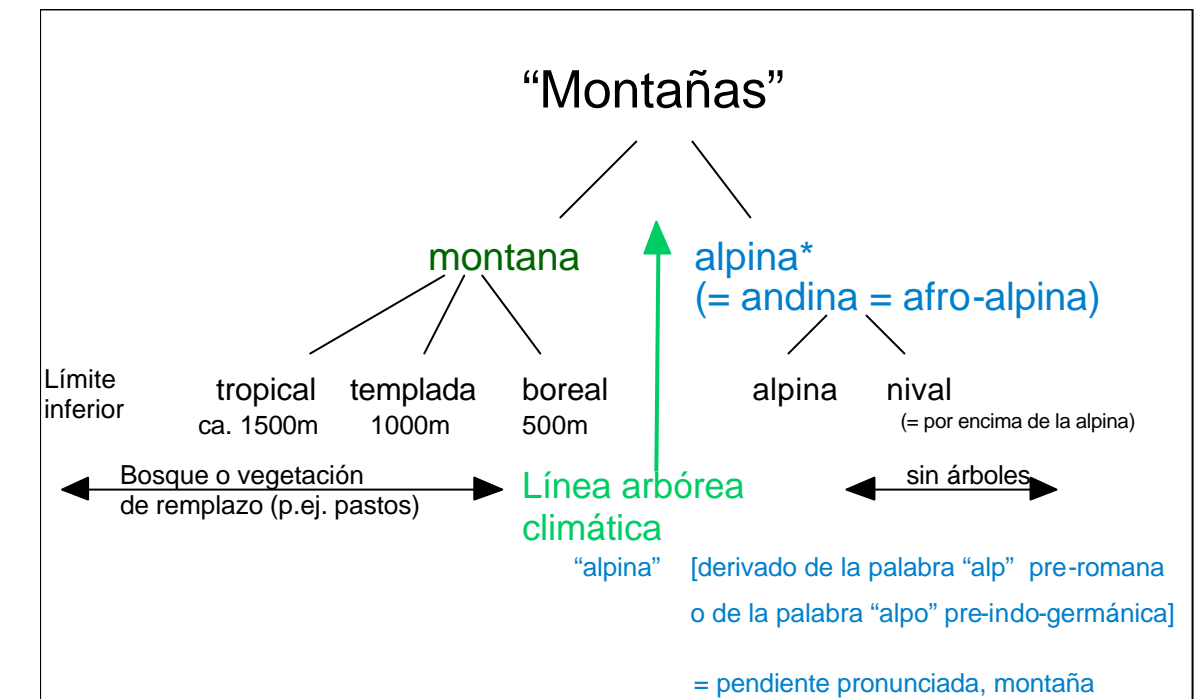 “Montañas”
montana
alpina*
(= andina = afro-alpina)
Límite
inferior
tropical
ca. 1500m
templada
1000m
boreal
500m
alpina
nival
(= por encima de la alpina)
Bosque o vegetación
de remplazo (p.ej. pastos)
Línea arbórea
climática
sin árboles
“alpina” [derivado de la palabra “alp” pre-romana
o de la palabra “alpo” pre-indo-germánica]
= pendiente pronunciada, montaña